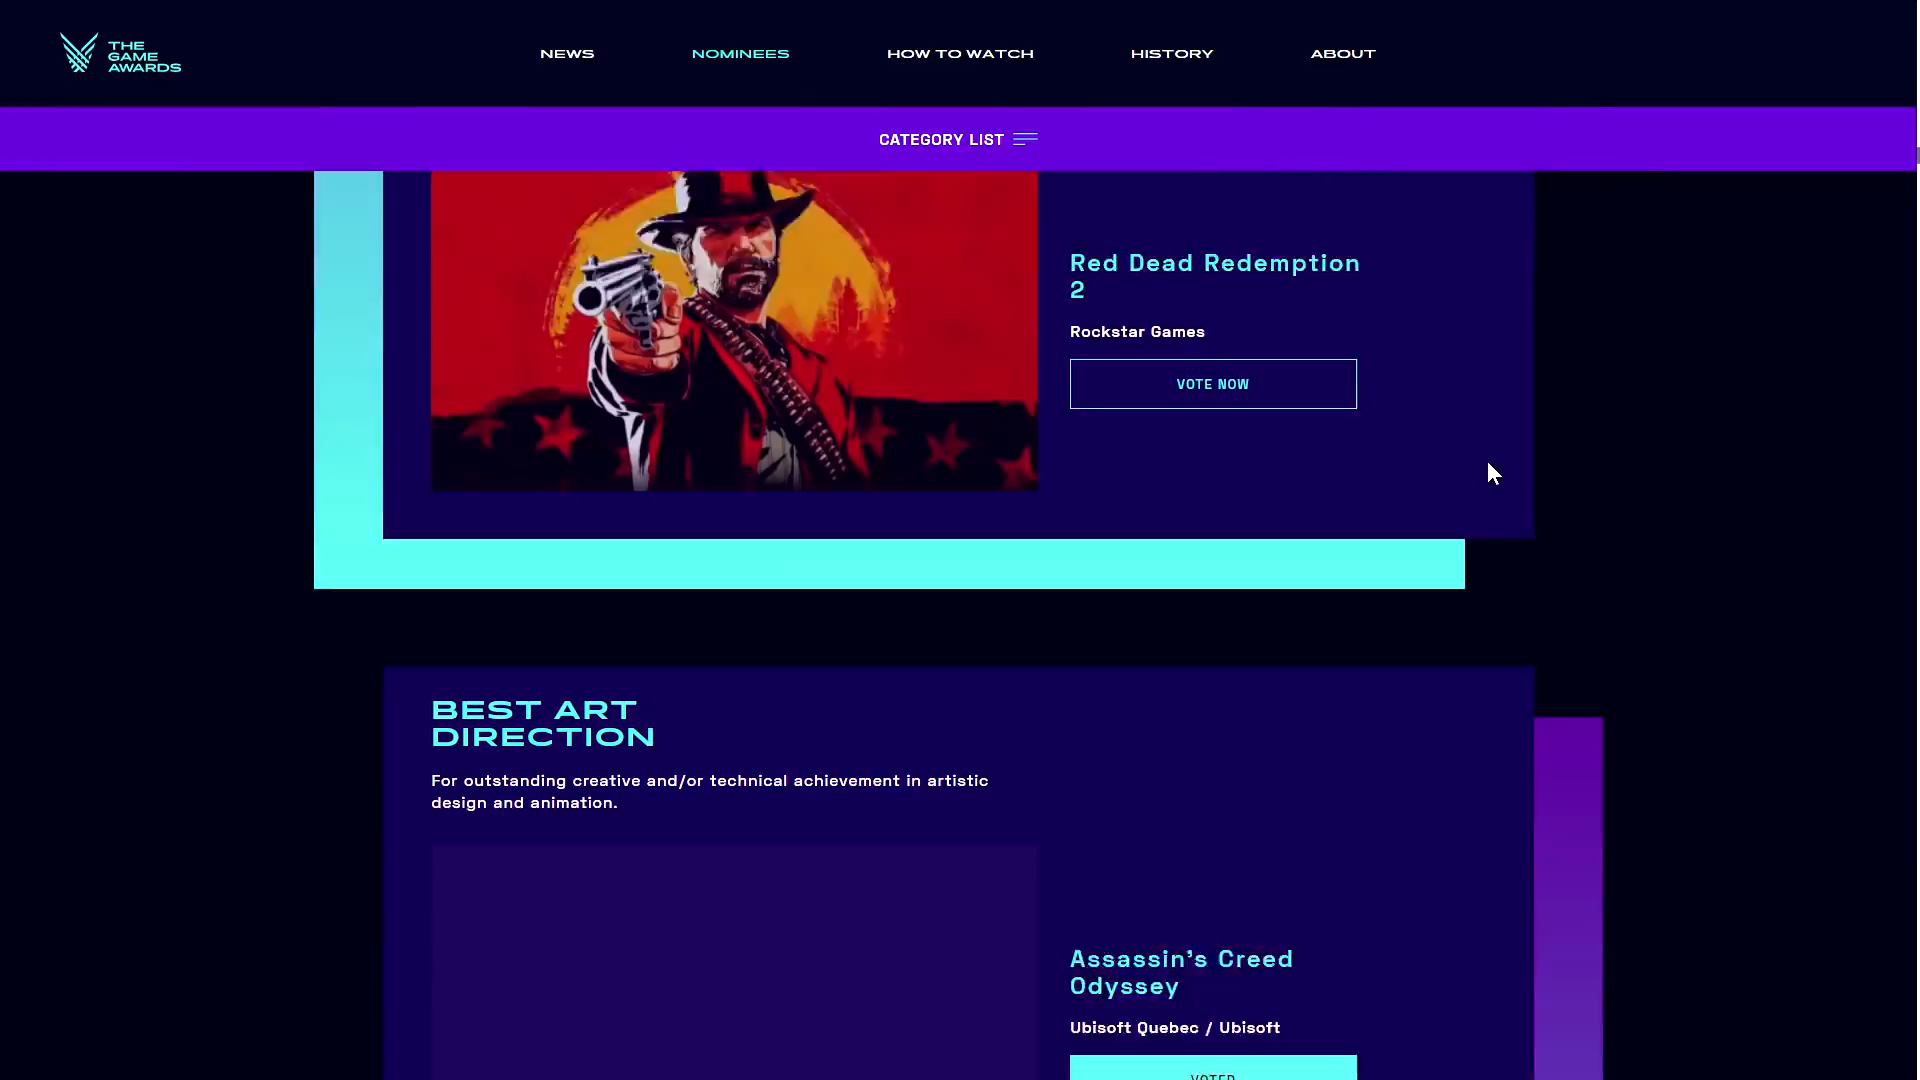 THE
GAME
AWARDS
NEWS
NOMINEES
HOW TO WATCH
HISTORY
ABOUT
CATEGORY LIST
Red Dead Redemption
2
Rockstar Games
VOTE NOW
BEST ART
DIRECTION
For outstanding creative and/or technical achievement in artistic
design and animation.
Assassin's Creed
Odyssey
Ubisoft Quebec / Ubisoft
VOTED